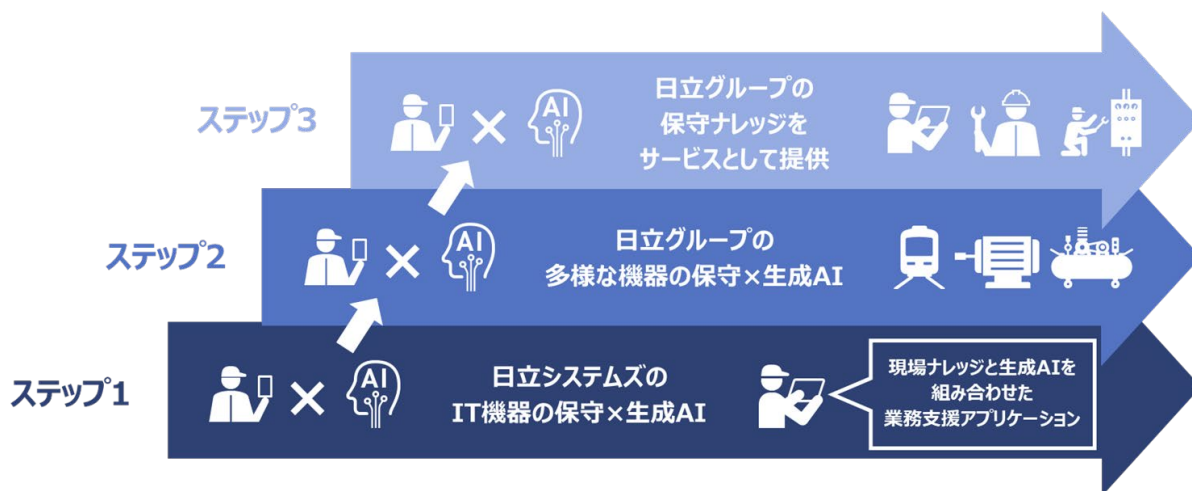 ステップ3
AI
日立グループの
保守ナレッジを
サービスとして提供
ステップ2
AI
日立グループの
多様な機器の保守×生成AI
ステップ1
AI
日立システムズの
IT機器の保守×生成AI
現場ナレッジと生成AIを
組み合わせた
業務支援アプリケーション